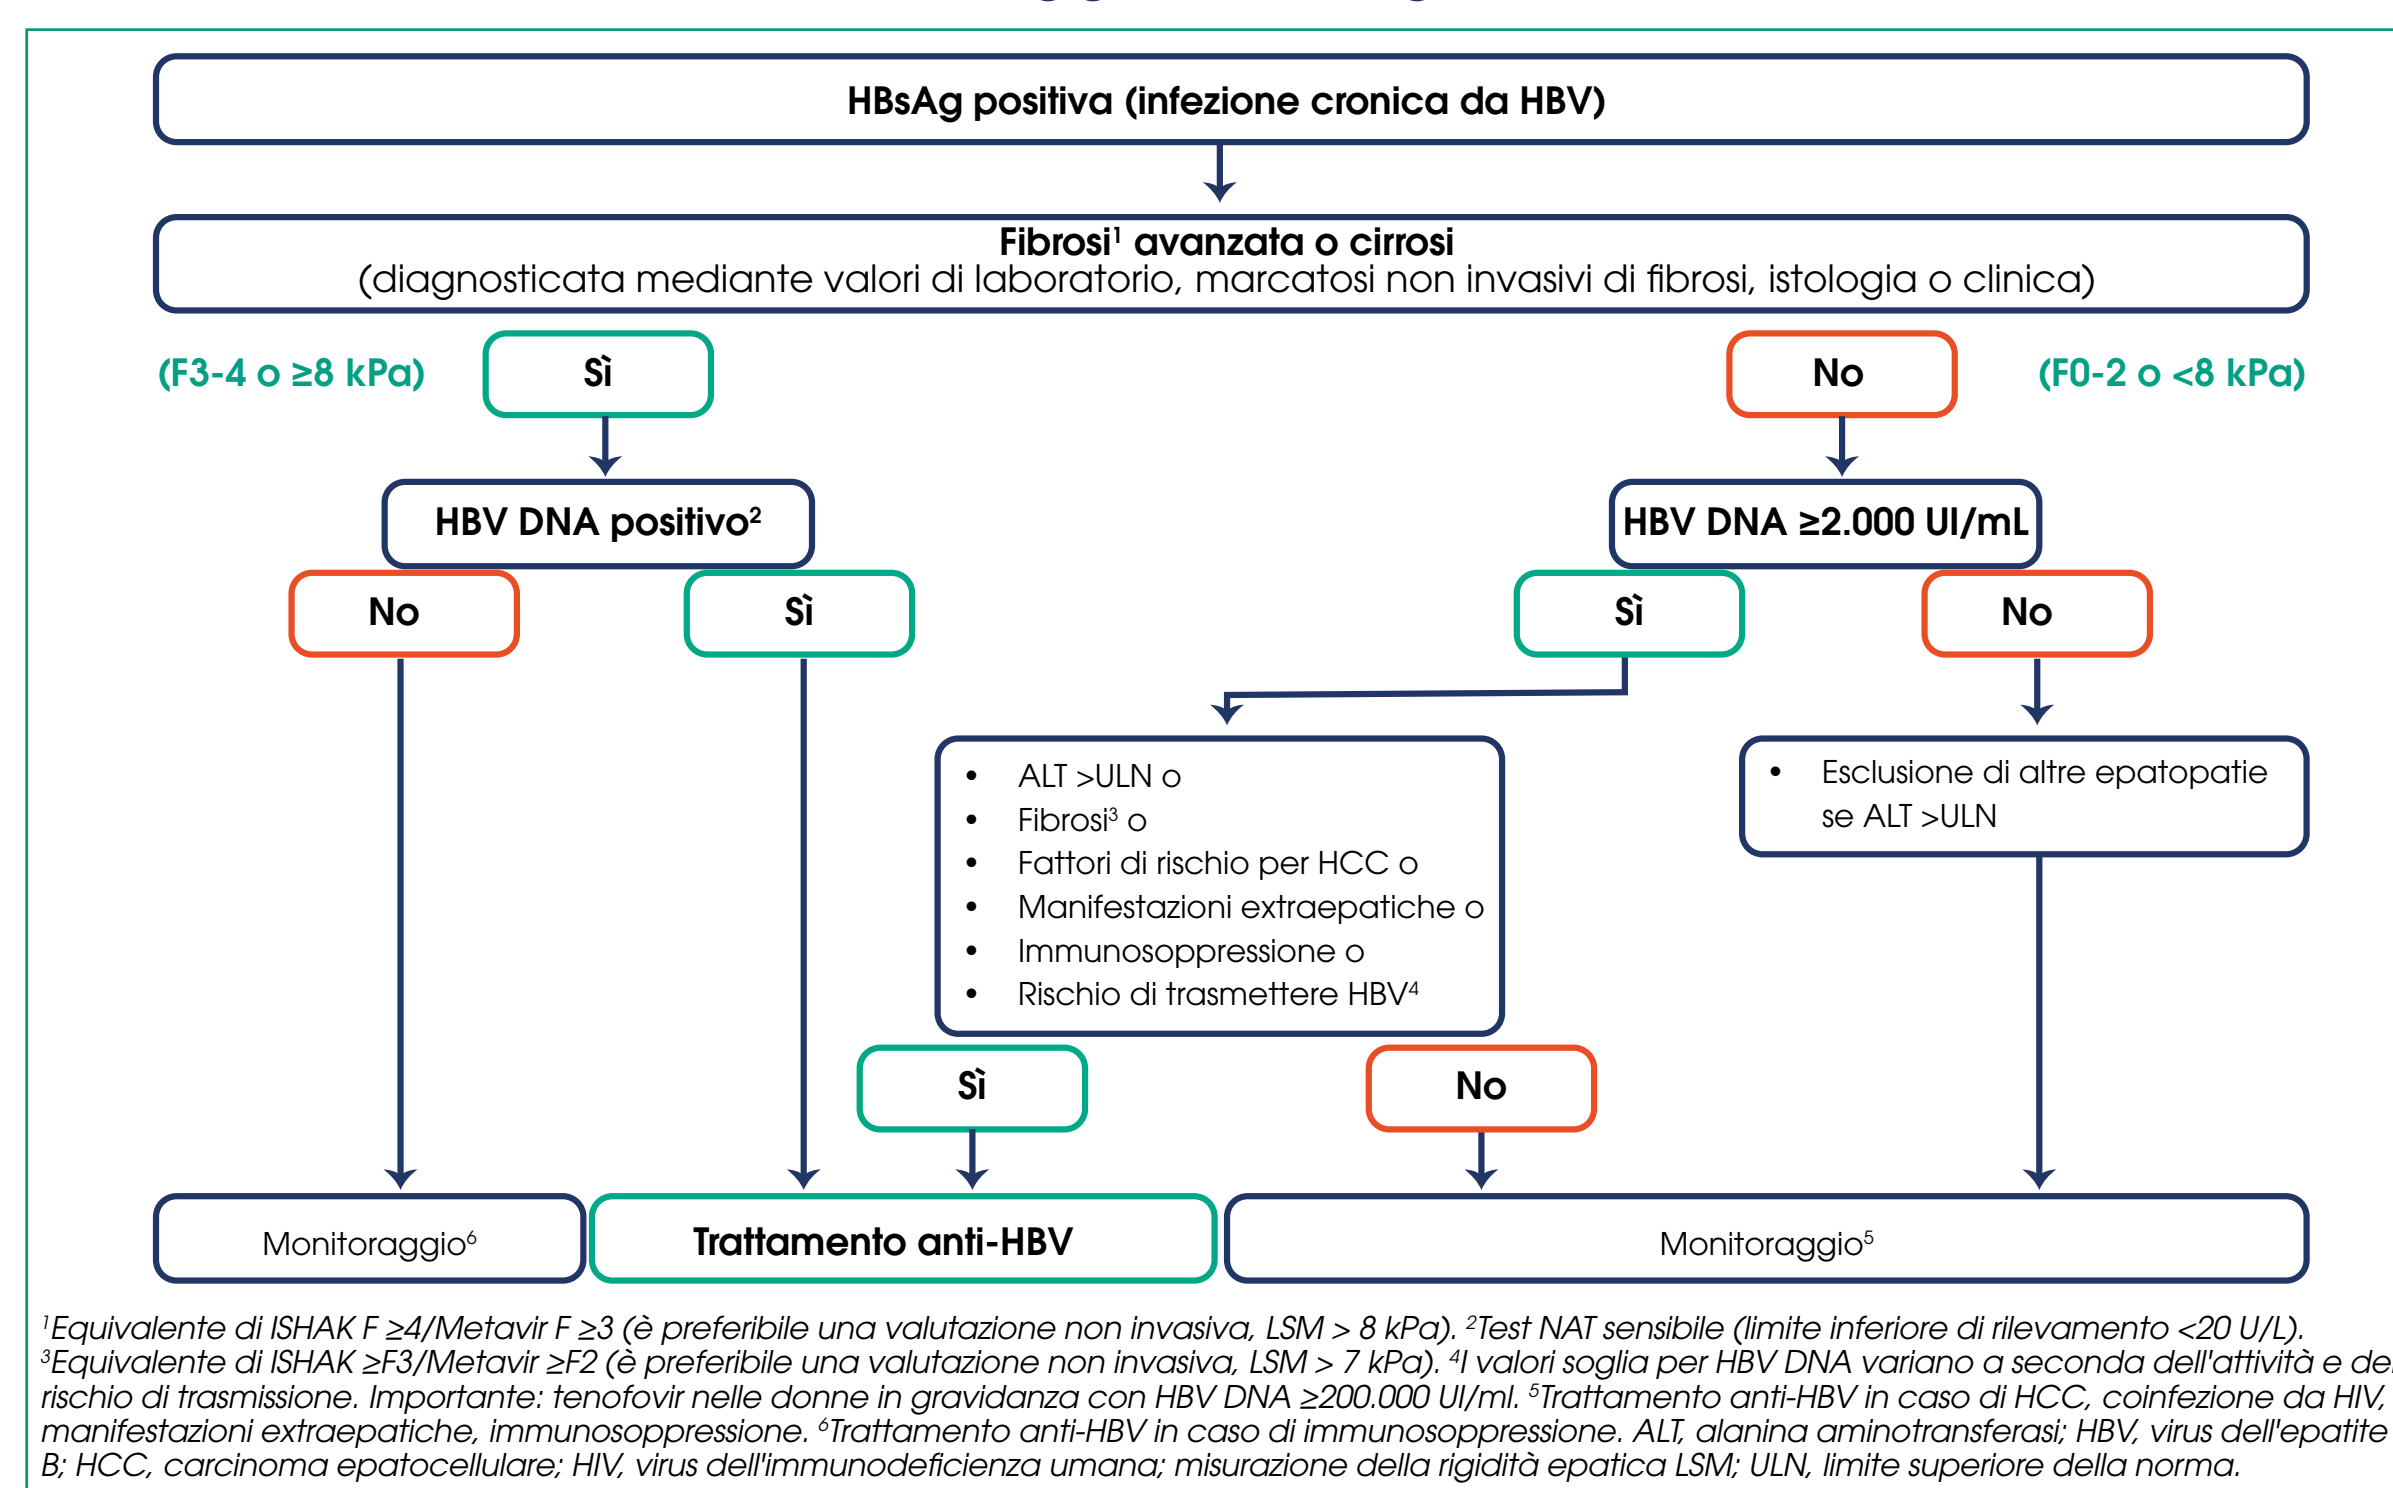 HBsAg positiva (infezione cronica da HBV)
Fibrosi¹ avanzata o cirrosi
(diagnosticata mediante valori di laboratorio, marcatosi non invasivi di fibrosi, istologia o clinica)
(F3-4 o ≥8 kPa)
Sì
No
(F0-2 o <8 kPa)
HBV DNA positivo²
HBV DNA ≥2.000 UI/mL
No
Sì
Sì
No
• ALT >ULN o
• Fibrosi³ o
• Fattori di rischio per HCC o
• Manifestazioni extraepatiche o
• Immunosoppressione o
• Rischio di trasmettere HBV⁴
• Esclusione di altre epatopatie
se ALT >ULN
Sì
No
Monitoraggio⁶
Trattamento anti-HBV
Monitoraggio⁵
¹Equivalente di ISHAK F ≥4/Metavir F ≥3 (è preferibile una valutazione non invasiva, LSM > 8 kPa). ²Test NAT sensibile (limite inferiore di rilevamento <20 U/L).
³Equivalente di ISHAK ≥F3/Metavir ≥F2 (è preferibile una valutazione non invasiva, LSM > 7 kPa). ⁴I valori soglia per HBV DNA variano a seconda dell'attività e del
rischio di trasmissione. Importante: tenofovir nelle donne in gravidanza con HBV DNA ≥200.000 UI/ml. ⁵Trattamento anti-HBV in caso di HCC, coinfezione da HIV,
manifestazioni extraepatiche, immunosoppressione. ⁶Trattamento anti-HBV in caso di immunosoppressione. ALT, alanina aminotransferasi; HBV, virus dell'epatite
B; HCC, carcinoma epatocellulare; HIV, virus dell'immunodeficienza umana; misurazione della rigidità epatica LSM; ULN, limite superiore della norma.